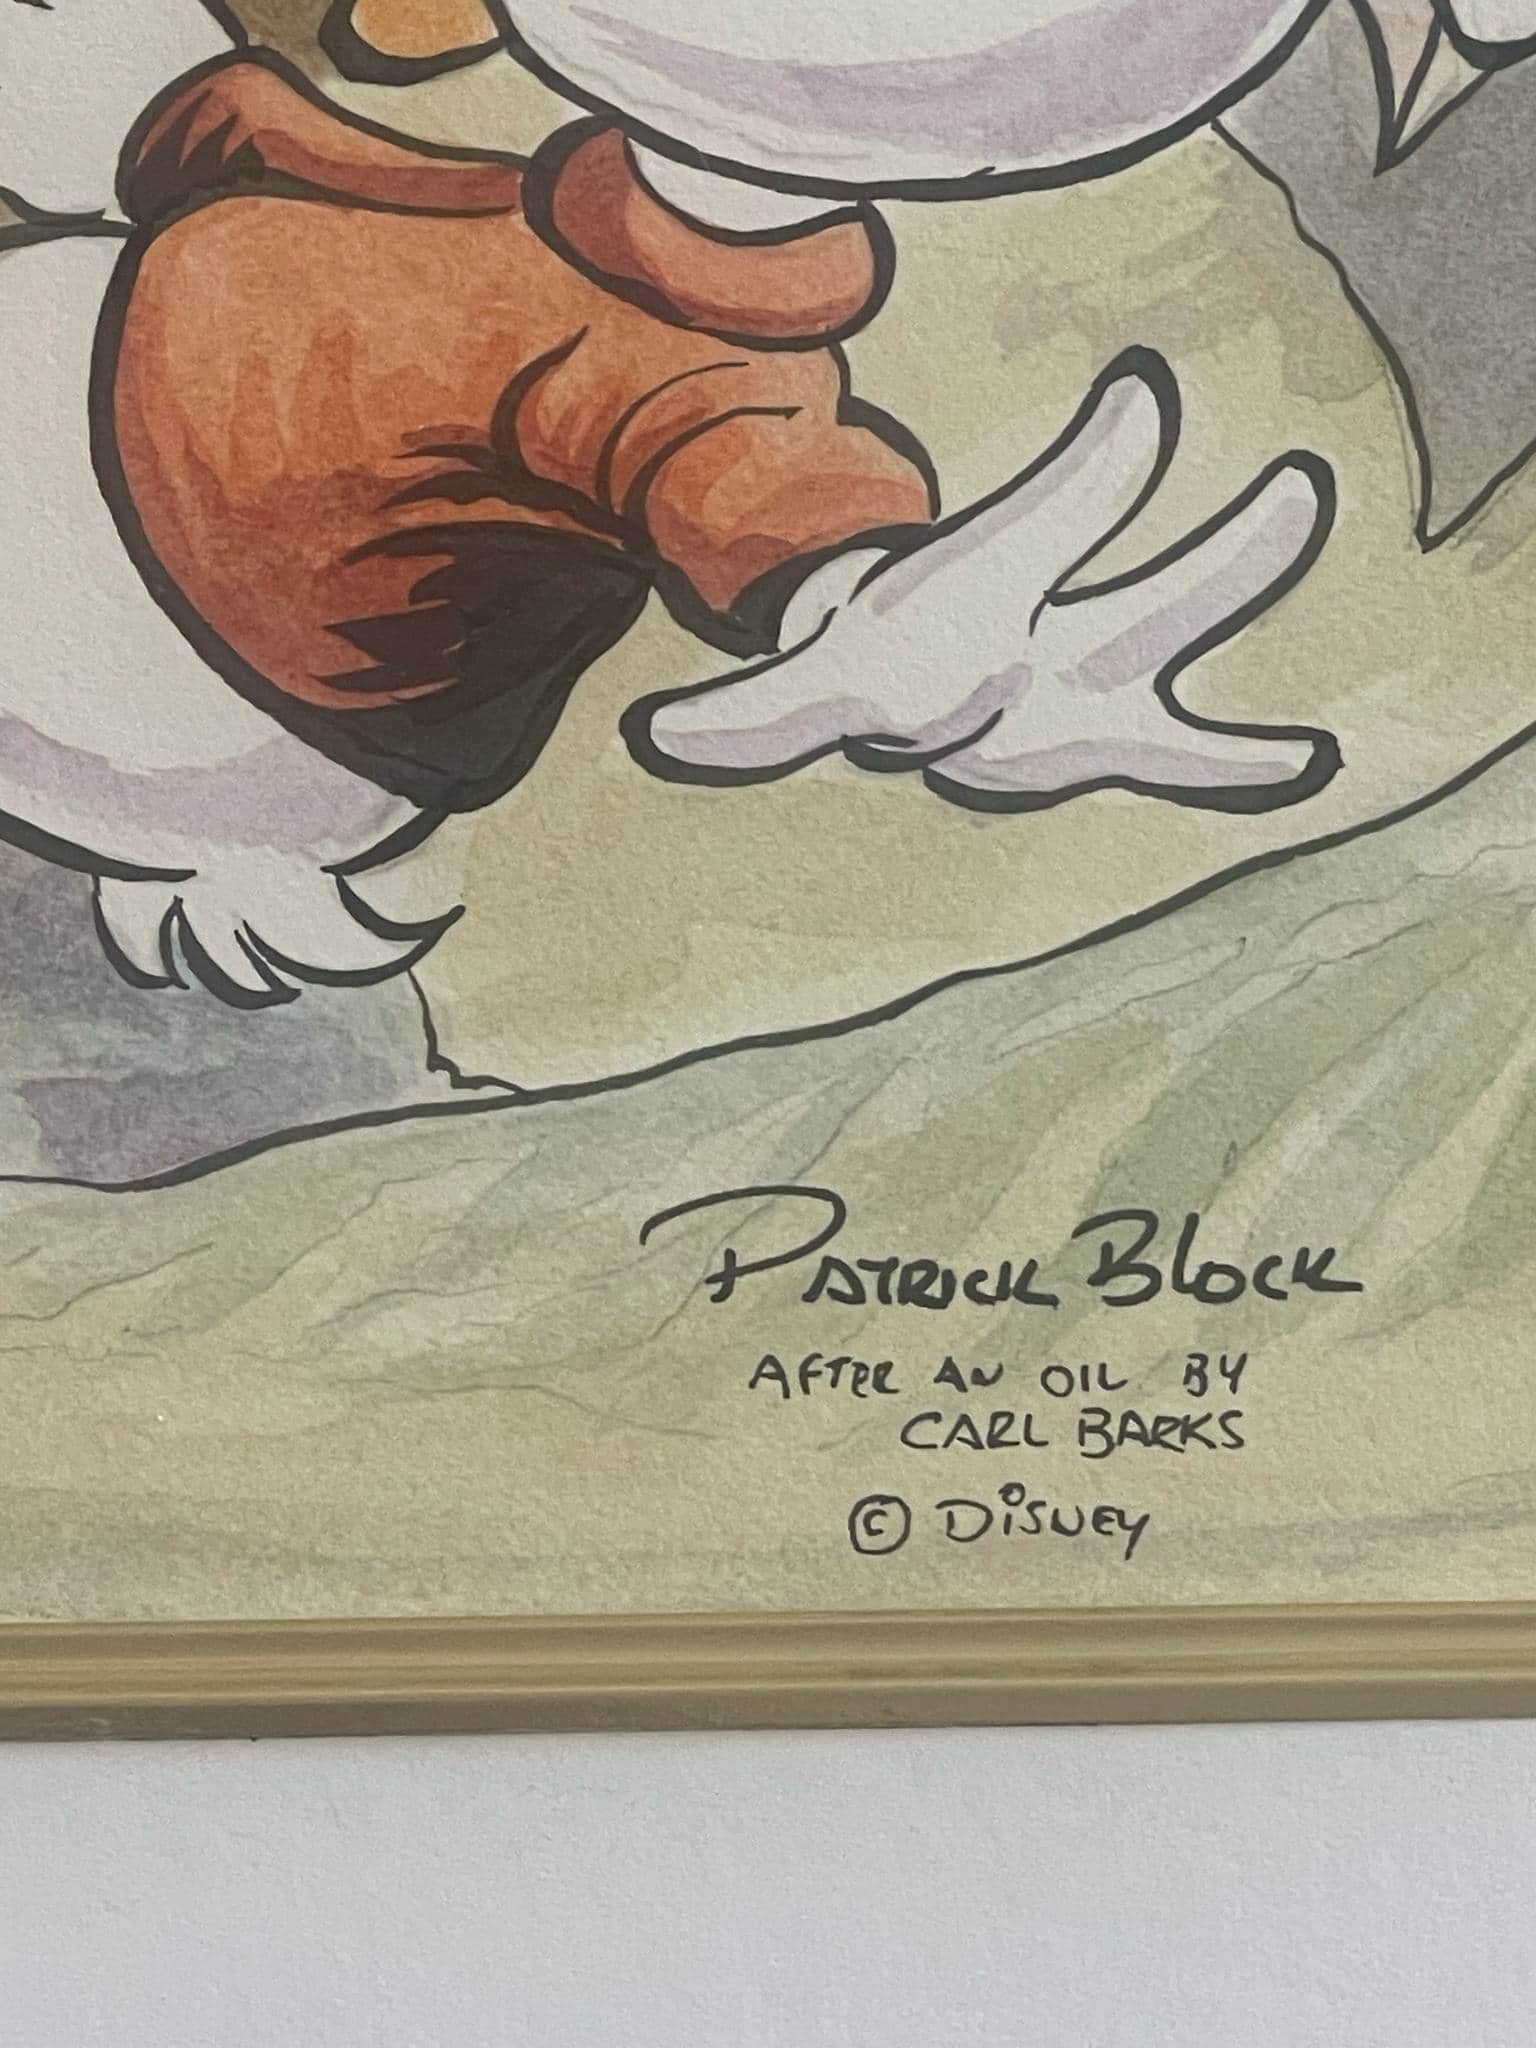 PATRICK BLOCK
AFTER AN OIL BY
CARL BARKS
© DiSNEY